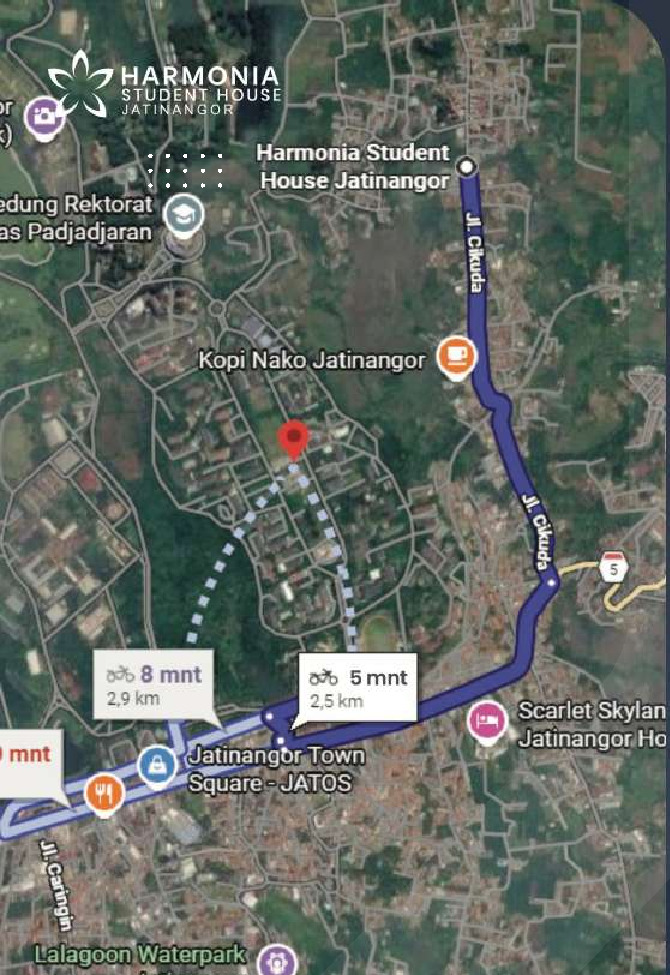 HARMONIA
STUDENT HOUSE
JATINANGOR
Harmonia Student
House Jatinangor
edung Rektorat
as Padjadjaran
Jl. Cikuda
Kopi Nako Jatinangor
Jl. Cikuda
5
8 mnt
2,9 km
5 mnt
2,5 km
Scarlet Skylan
Jatinangor Ho
mnt
Jatinangor Town
Square - JATOS
Jl. Caringin
Lalagoon Waterpark